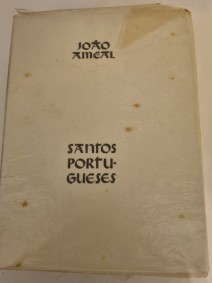 JOÃO
AMEAL
SANTOS
PORTU-
GUESES